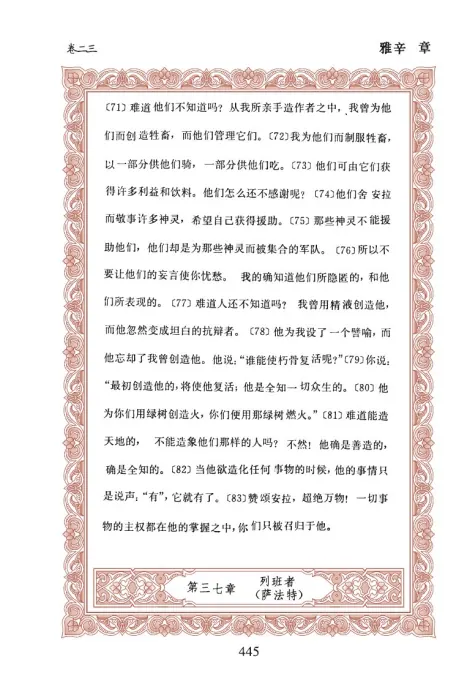 卷二三 雅辛 章
〔71〕难道他们不知道吗？从我所亲手造作者之中，我曾为他
们而创造牲畜，而他们管理它们。〔72〕我为他们而制服牲畜，
以一部分供他们骑，一部分供他们吃。〔73〕他们可由它们获
得许多利益和饮料。他们怎么还不感谢呢？〔74〕他们舍 安拉
而敬事许多神灵，希望自己获得援助。〔75〕那些神灵不能援
助他们，他们却是为那些神灵而被集合的军队。〔76〕所以不
要让他们的妄言使你忧愁。 我的确知道他们所隐匿的，和他
们所表现的。〔77〕难道人还不知道吗？ 我曾用精液创造他，
而他忽然变成坦白的抗辩者。〔78〕他为我设了一个譬喻，而
他忘却了我曾创造他。他说：“谁能使朽骨复活呢？”〔79〕你说：
“最初创造他的，将使他复活；他是全知一切众生的。〔80〕他
为你们用绿树创造火，你们便用那绿树燃火。”〔81〕难道能造
天地的， 不能造象他们那样的人吗？ 不然！他确是善造的，
确是全知的。〔82〕当他欲造化任何事物的时候，他的事情只
是说声：“有”，它就有了。〔83〕赞颂安拉，超绝万物！一切事
物的主权都在他的掌握之中，你们只被召归于他。
第三七章 列班者
（萨法特）
445